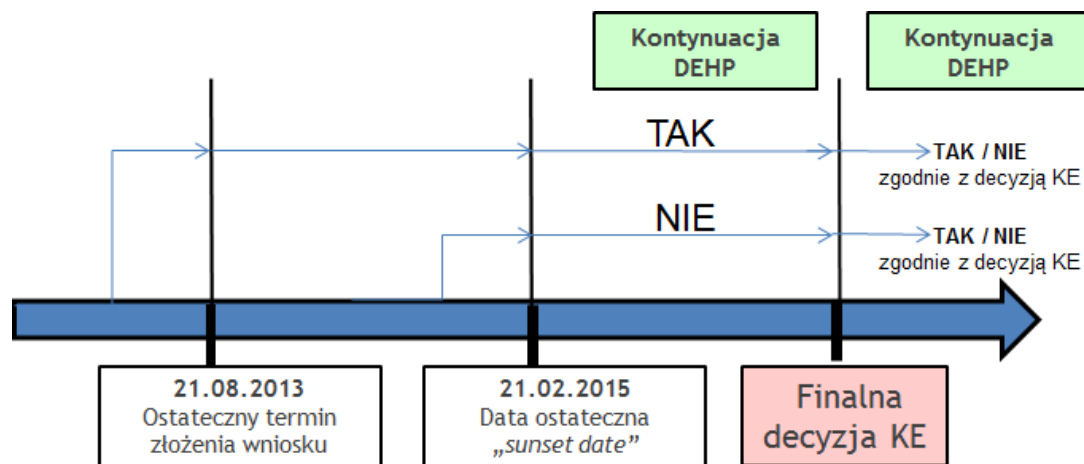 Kontynuacja
DEHP
Kontynuacja
DEHP
TAK
TAK / NIE
zgodnie z decyzją KE
NIE
TAK / NIE
zgodnie z decyzją KE
21.08.2013
Ostateczny termin
złożenia wniosku
21.02.2015
Data ostateczna
„sunset date”
Finalna
decyzja KE